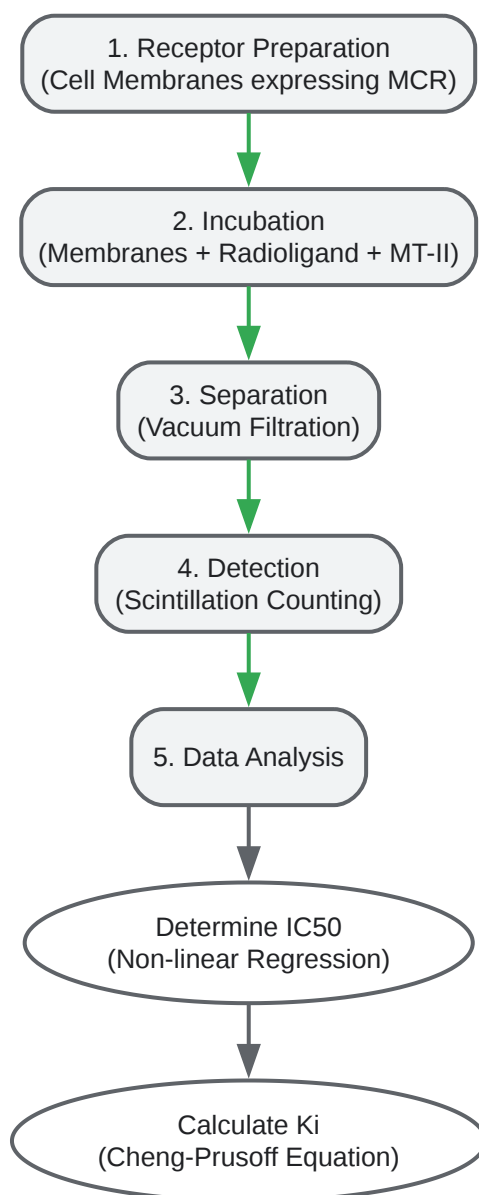 1. Receptor Preparation
(Cell Membranes expressing MCR)
2. Incubation
(Membranes + Radioligand + MT-II)
3. Separation
(Vacuum Filtration)
4. Detection
(Scintillation Counting)
5. Data Analysis
Determine IC50
(Non-linear Regression)
Calculate Ki
(Cheng-Prusoff Equation)